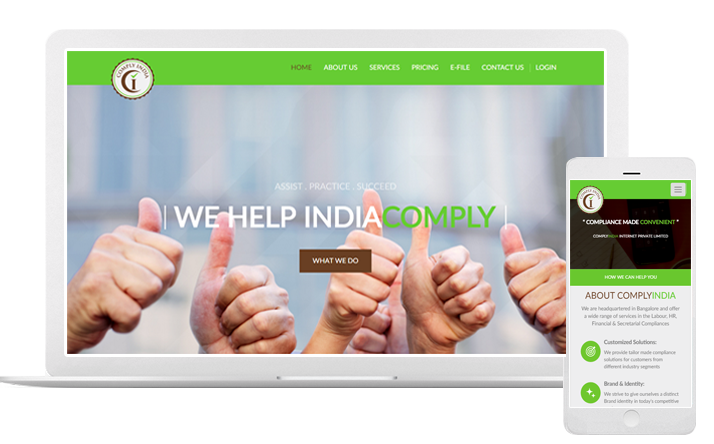 COMPLY INDIA
CI
HOME ABOUT US SERVICES PRICING E-FILE CONTACT US | LOGIN
ASSIST . PRACTICE . SUCCEED
| WE HELP INDIACOMPLY |
WHAT WE DO
COMPLY INDIA
CI
" COMPLIANCE MADE CONVENIENT "
COMPLYINDIA INTERNET PRIVATE LIMITED
HOW WE CAN HELP YOU
ABOUT COMPLYINDIA
We are headquartered in Bangalore and offer
a wide range of services in the Labour, HR,
Financial & Secretarial Compliances
Customized Solutions:
We provide tailor made compliance
solutions for customers from
different industry segments
Brand & Identity:
We strive to give ourselves a distinct
Brand identity in today's competitive